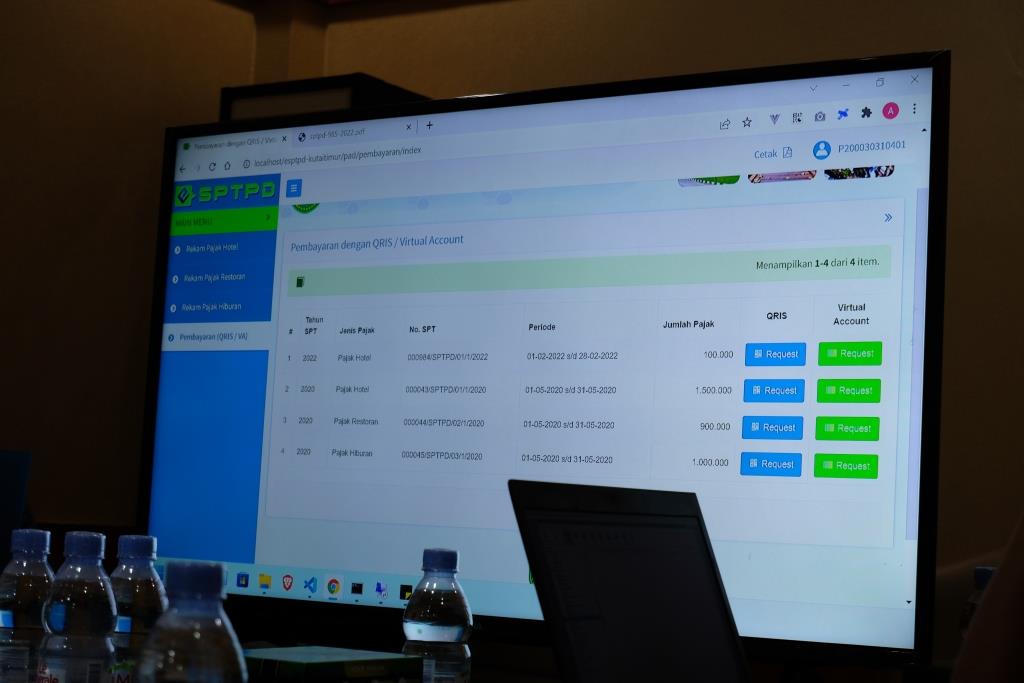 Pembayaran dengan QRIS / Virt
sptpd-985-2022.pdf
localhost/esptpd-kutaitimur/pad/pembayaran/index
A
Cetak
P200030310401
SPTPD
MAIN MENU
Rekam Pajak Hotel
Rekam Pajak Restoran
Rekam Pajak Hiburan
Pembayaran (QRIS / VA)
Pembayaran dengan QRIS / Virtual Account
Menampilkan 1-4 dari 4 item.
# Tahun SPT Jenis Pajak No. SPT Periode Jumlah Pajak QRIS Virtual Account
1 2022 Pajak Hotel 000984/SPTPD/01/1/2022 01-02-2022 s/d 28-02-2022 100.000 Request Request
2 2020 Pajak Hotel 000043/SPTPD/01/1/2020 01-05-2020 s/d 31-05-2020 1.500.000 Request Request
3 2020 Pajak Restoran 000044/SPTPD/02/1/2020 01-05-2020 s/d 31-05-2020 900.000 Request Request
4 2020 Pajak Hiburan 000045/SPTPD/03/1/2020 01-05-2020 s/d 31-05-2020 1.000.000 Request Request